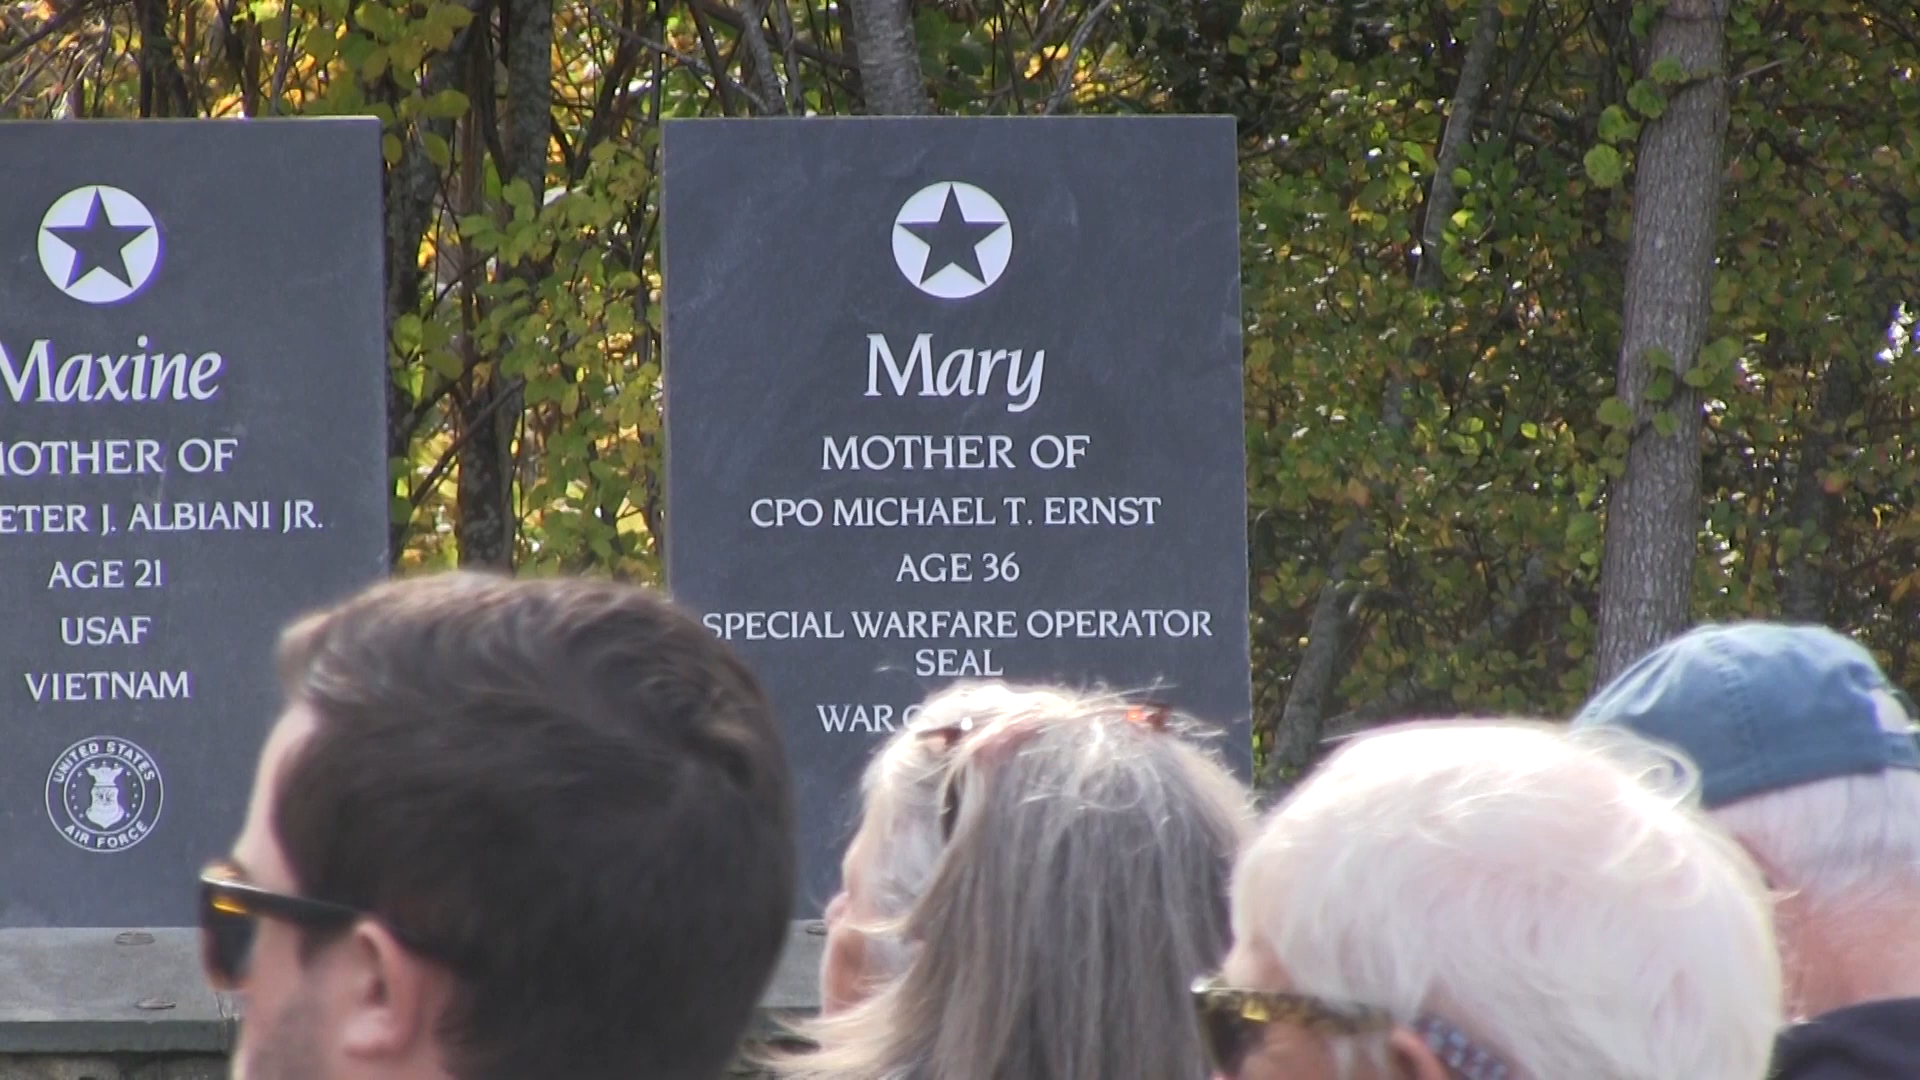 Maxine
MOTHER OF
PETER J. ALBIANI JR.
AGE 21
USAF
VIETNAM
UNITED STATES
AIR FORCE
Mary
MOTHER OF
CPO MICHAEL T. ERNST
AGE 36
SPECIAL WARFARE OPERATOR
SEAL
WAR